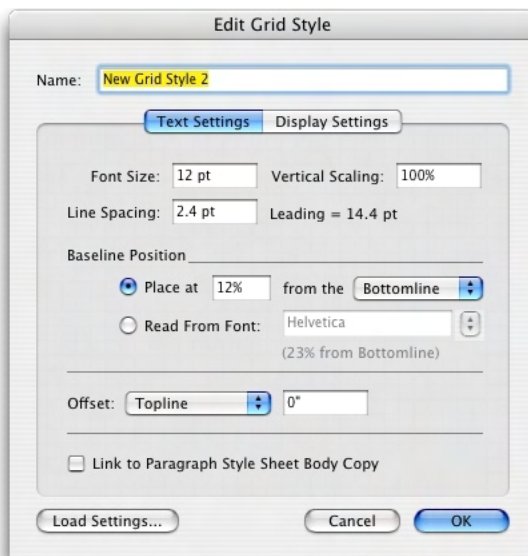 Edit Grid Style
Name: New Grid Style 2
Text Settings Display Settings
Font Size: 12 pt Vertical Scaling: 100%
Line Spacing: 2.4 pt Leading = 14.4 pt
Baseline Position
Place at 12% from the Bottomline
Read From Font: Helvetica
(23% from Bottomline)
Offset: Topline 0"
Link to Paragraph Style Sheet Body Copy
Load Settings... Cancel OK